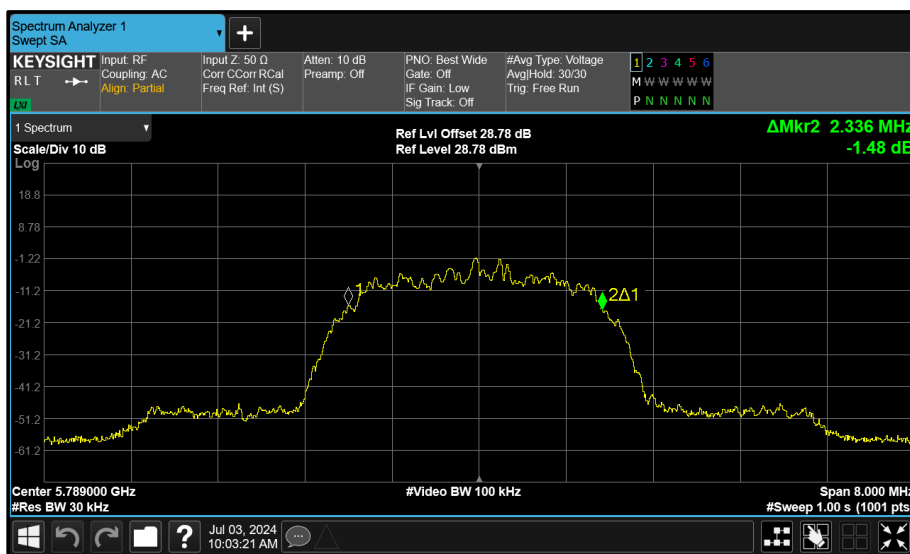 Spectrum Analyzer 1
Swept SA
KEYSIGHT
R L T
LXI
Input: RF
Coupling: AC
Align: Partial
Input Z: 50 Ω
Corr CCorr RCal
Freq Ref: Int (S)
Atten: 10 dB
Preamp: Off
PNO: Best Wide
Gate: Off
IF Gain: Low
Sig Track: Off
#Avg Type: Voltage
Avg|Hold: 30/30
Trig: Free Run
1 2 3 4 5 6
M W W W W W
P N N N N N
1 Spectrum
Scale/Div 10 dB
Log
Ref Lvl Offset 28.78 dB
Ref Level 28.78 dBm
ΔMkr2 2.336 MHz
-1.48 dB
18.8
8.78
-1.22
-11.2
-21.2
-31.2
-41.2
-51.2
-61.2
1
2Δ1
Center 5.789000 GHz
#Res BW 30 kHz
#Video BW 100 kHz
Span 8.000 MHz
#Sweep 1.00 s (1001 pts
?
Jul 03, 2024
10:03:21 AM